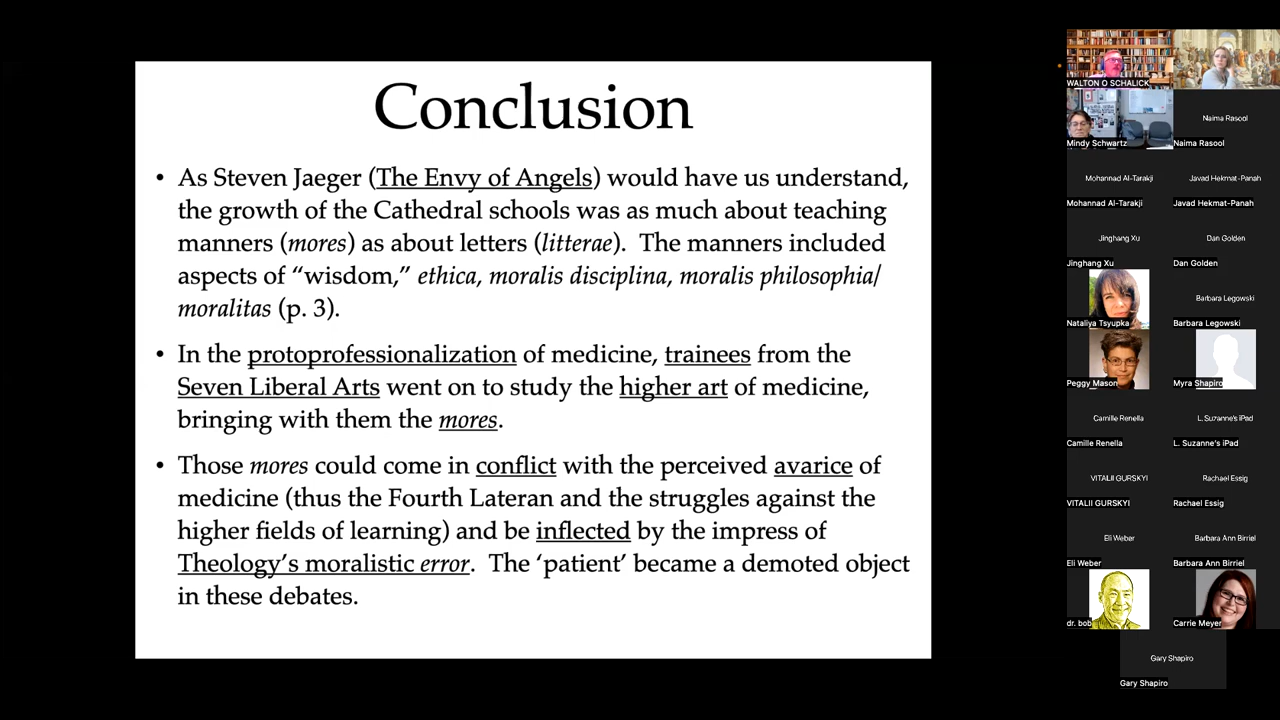 Conclusion
• As Steven Jaeger (The Envy of Angels) would have us understand,
the growth of the Cathedral schools was as much about teaching
manners (mores) as about letters (litterae).  The manners included
aspects of “wisdom,” ethica, moralis disciplina, moralis philosophia/
moralitas (p. 3).
• In the protoprofessionalization of medicine, trainees from the
Seven Liberal Arts went on to study the higher art of medicine,
bringing with them the mores.
• Those mores could come in conflict with the perceived avarice of
medicine (thus the Fourth Lateran and the struggles against the
higher fields of learning) and be inflected by the impress of
Theology’s moralistic error.  The ‘patient’ became a demoted object
in these debates.
WALTON O SCHALICK
Mindy Schwartz
Naima Rasool
Naima Rasool
Mohannad Al-Tarakji
Mohannad Al-Tarakji
Javad Hekmat-Panah
Javad Hekmat-Panah
Jinghang Xu
Jinghang Xu
Dan Golden
Dan Golden
Nataliya Tsyupka
Barbara Legowski
Barbara Legowski
Peggy Mason
Myra Shapiro
Camille Renella
Camille Renella
L. Suzanne's iPad
L. Suzanne's iPad
VITALII GURSKYI
VITALII GURSKYI
Rachael Essig
Rachael Essig
Eli Weber
Eli Weber
Barbara Ann Birriel
Barbara Ann Birriel
dr. bob
Carrie Meyer
Gary Shapiro
Gary Shapiro